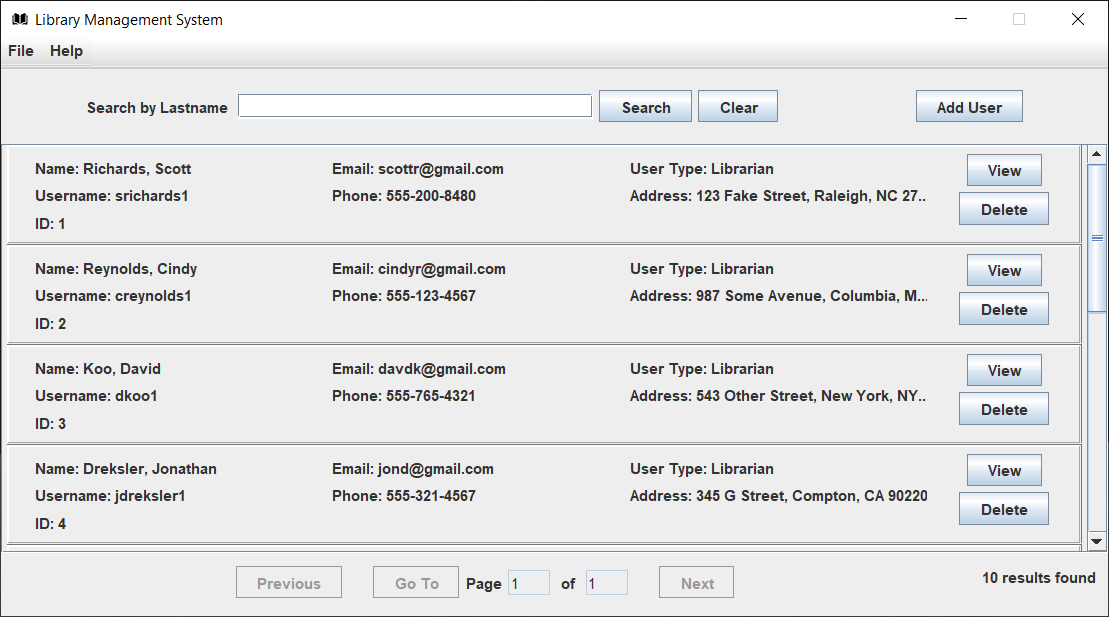 Library Management System
File Help
Search by Lastname Search Clear Add User
Name: Richards, Scott Email: scottr@gmail.com User Type: Librarian View
Username: srichards1 Phone: 555-200-8480 Address: 123 Fake Street, Raleigh, NC 27.. Delete
ID: 1
Name: Reynolds, Cindy Email: cindyr@gmail.com User Type: Librarian View
Username: creynolds1 Phone: 555-123-4567 Address: 987 Some Avenue, Columbia, M.. Delete
ID: 2
Name: Koo, David Email: davdk@gmail.com User Type: Librarian View
Username: dkoo1 Phone: 555-765-4321 Address: 543 Other Street, New York, NY.. Delete
ID: 3
Name: Dreksler, Jonathan Email: jond@gmail.com User Type: Librarian View
Username: jdreksler1 Phone: 555-321-4567 Address: 345 G Street, Compton, CA 90220 Delete
ID: 4
Previous Go To Page 1 of 1 Next 10 results found